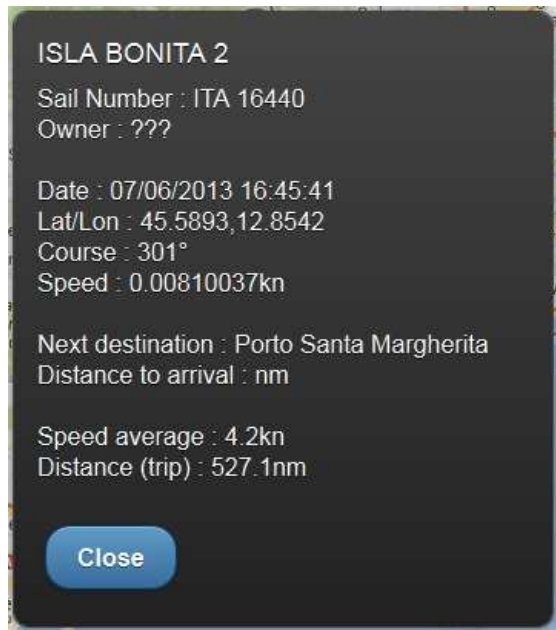 ISLA BONITA 2
Sail Number : ITA 16440
Owner : ???
Date : 07/06/2013 16:45:41
Lat/Lon : 45.5893,12.8542
Course : 301°
Speed : 0.00810037kn
Next destination : Porto Santa Margherita
Distance to arrival : nm
Speed average : 4.2kn
Distance (trip) : 527.1nm
Close